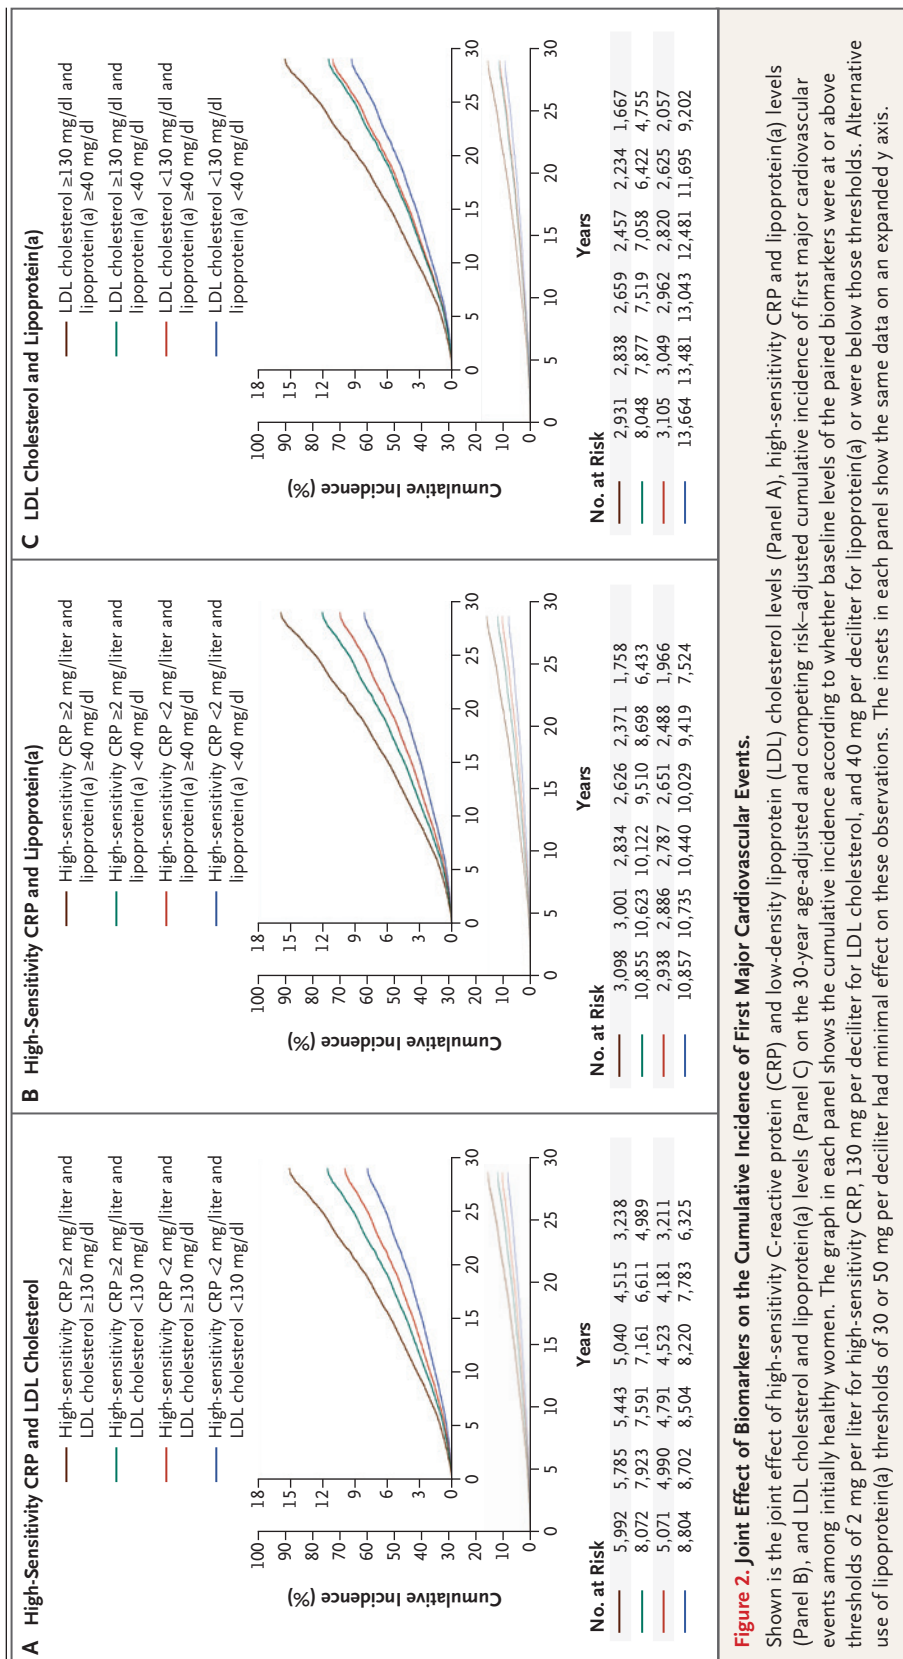 A High-Sensitivity CRP and LDL Cholesterol
High-sensitivity CRP ≥2 mg/liter and
LDL cholesterol ≥130 mg/dl
High-sensitivity CRP ≥2 mg/liter and
LDL cholesterol <130 mg/dl
High-sensitivity CRP <2 mg/liter and
LDL cholesterol ≥130 mg/dl
High-sensitivity CRP <2 mg/liter and
LDL cholesterol <130 mg/dl
Cumulative Incidence (%)
100
90
80
70
60
50
40
30
20
10
0
18
15
12
9
6
3
0
0 5 10 15 20 25 30
0 5 10 15 20 25 30
Years
No. at Risk
5,992 5,785 5,443 5,040 4,515 3,238
8,072 7,923 7,591 7,161 6,611 4,989
5,071 4,990 4,791 4,523 4,181 3,211
8,804 8,702 8,504 8,220 7,783 6,325
B High-Sensitivity CRP and Lipoprotein(a)
High-sensitivity CRP ≥2 mg/liter and
lipoprotein(a) ≥40 mg/dl
High-sensitivity CRP ≥2 mg/liter and
lipoprotein(a) <40 mg/dl
High-sensitivity CRP <2 mg/liter and
lipoprotein(a) ≥40 mg/dl
High-sensitivity CRP <2 mg/liter and
lipoprotein(a) <40 mg/dl
Cumulative Incidence (%)
100
90
80
70
60
50
40
30
20
10
0
18
15
12
9
6
3
0
0 5 10 15 20 25 30
0 5 10 15 20 25 30
Years
No. at Risk
3,098 3,001 2,834 2,626 2,371 1,758
10,855 10,623 10,122 9,510 8,698 6,433
2,938 2,886 2,787 2,651 2,488 1,966
10,857 10,735 10,440 10,029 9,419 7,524
C LDL Cholesterol and Lipoprotein(a)
LDL cholesterol ≥130 mg/dl and
lipoprotein(a) ≥40 mg/dl
LDL cholesterol ≥130 mg/dl and
lipoprotein(a) <40 mg/dl
LDL cholesterol <130 mg/dl and
lipoprotein(a) ≥40 mg/dl
LDL cholesterol <130 mg/dl and
lipoprotein(a) <40 mg/dl
Cumulative Incidence (%)
100
90
80
70
60
50
40
30
20
10
0
18
15
12
9
6
3
0
0 5 10 15 20 25 30
0 5 10 15 20 25 30
Years
No. at Risk
2,931 2,838 2,659 2,457 2,234 1,667
8,048 7,877 7,519 7,058 6,422 4,755
3,105 3,049 2,962 2,820 2,625 2,057
13,664 13,481 13,043 12,481 11,695 9,202
Figure 2. Joint Effect of Biomarkers on the Cumulative Incidence of First Major Cardiovascular Events.
Shown is the joint effect of high-sensitivity C-reactive protein (CRP) and low-density lipoprotein (LDL) cholesterol levels (Panel A), high-sensitivity CRP and lipoprotein(a) levels
(Panel B), and LDL cholesterol and lipoprotein(a) levels (Panel C) on the 30-year age-adjusted and competing risk–adjusted cumulative incidence of first major cardiovascular
events among initially healthy women. The graph in each panel shows the cumulative incidence according to whether baseline levels of the paired biomarkers were at or above
thresholds of 2 mg per liter for high-sensitivity CRP, 130 mg per deciliter for LDL cholesterol, and 40 mg per deciliter for lipoprotein(a) or were below those thresholds. Alternative
use of lipoprotein(a) thresholds of 30 or 50 mg per deciliter had minimal effect on these observations. The insets in each panel show the same data on an expanded y axis.